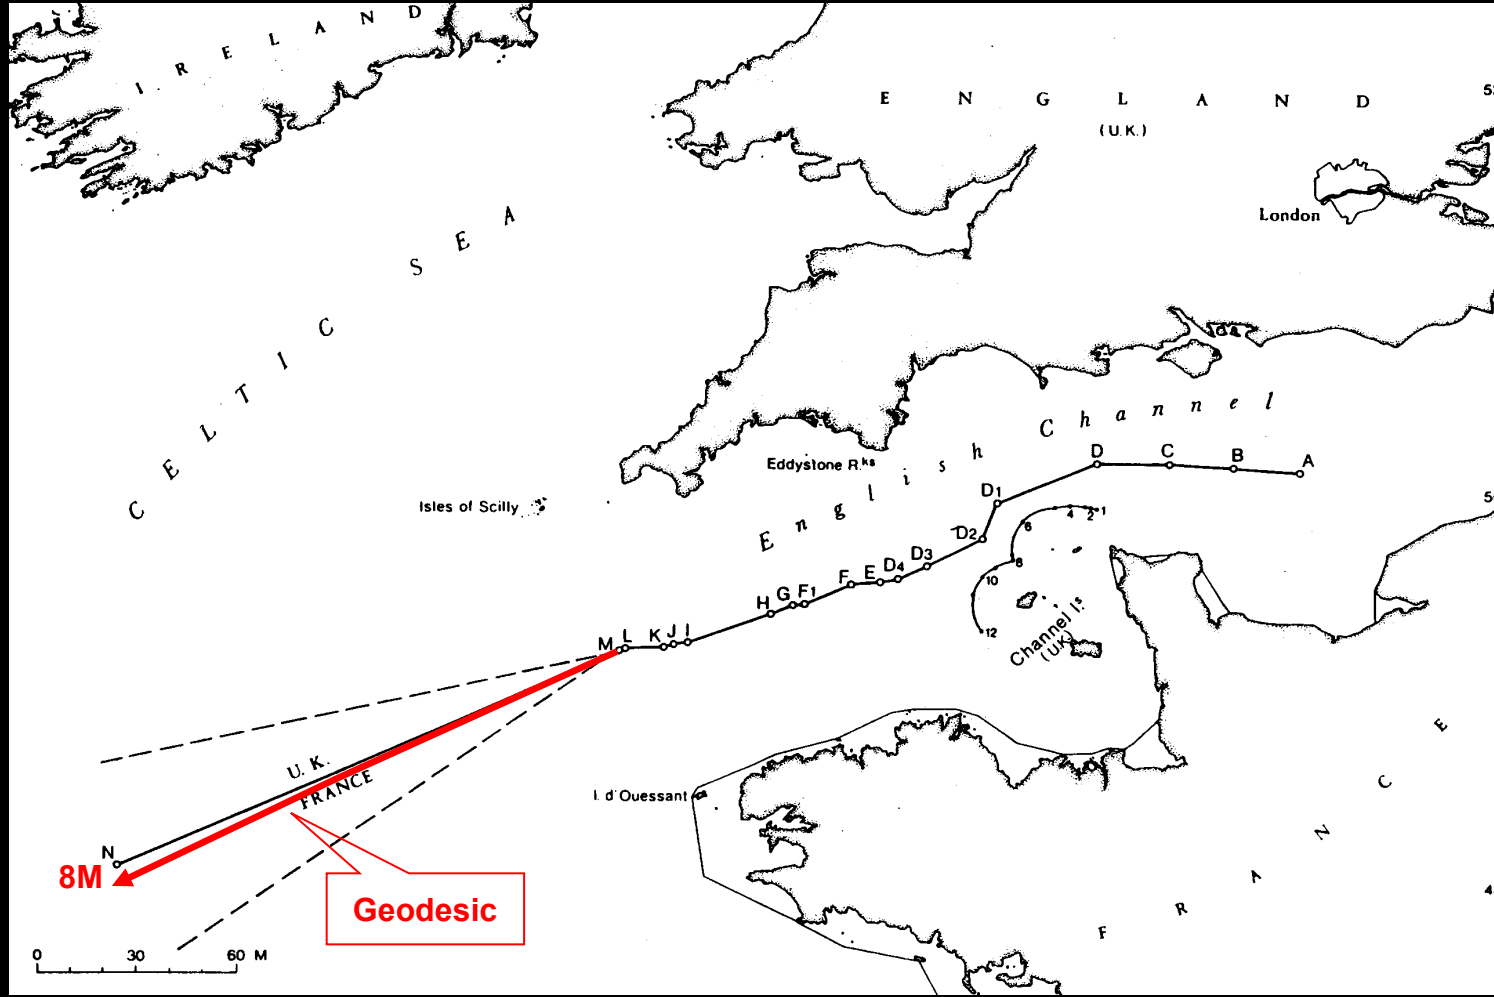 IRELAND
ENGLAND
(U.K.)
London
CELTIC SEA
English Channel
Eddystone R.ks
Isles of Scilly
A
B
C
D
D1
D2
D3
D4
E
F
F1
G
H
I
J
K
L
M
N
1
2
4
6
8
10
12
Channel Is.
(U.K.)
U.K.
FRANCE
I. d'Ouessant
8M
Geodesic
FRANCE
0 30 60 M